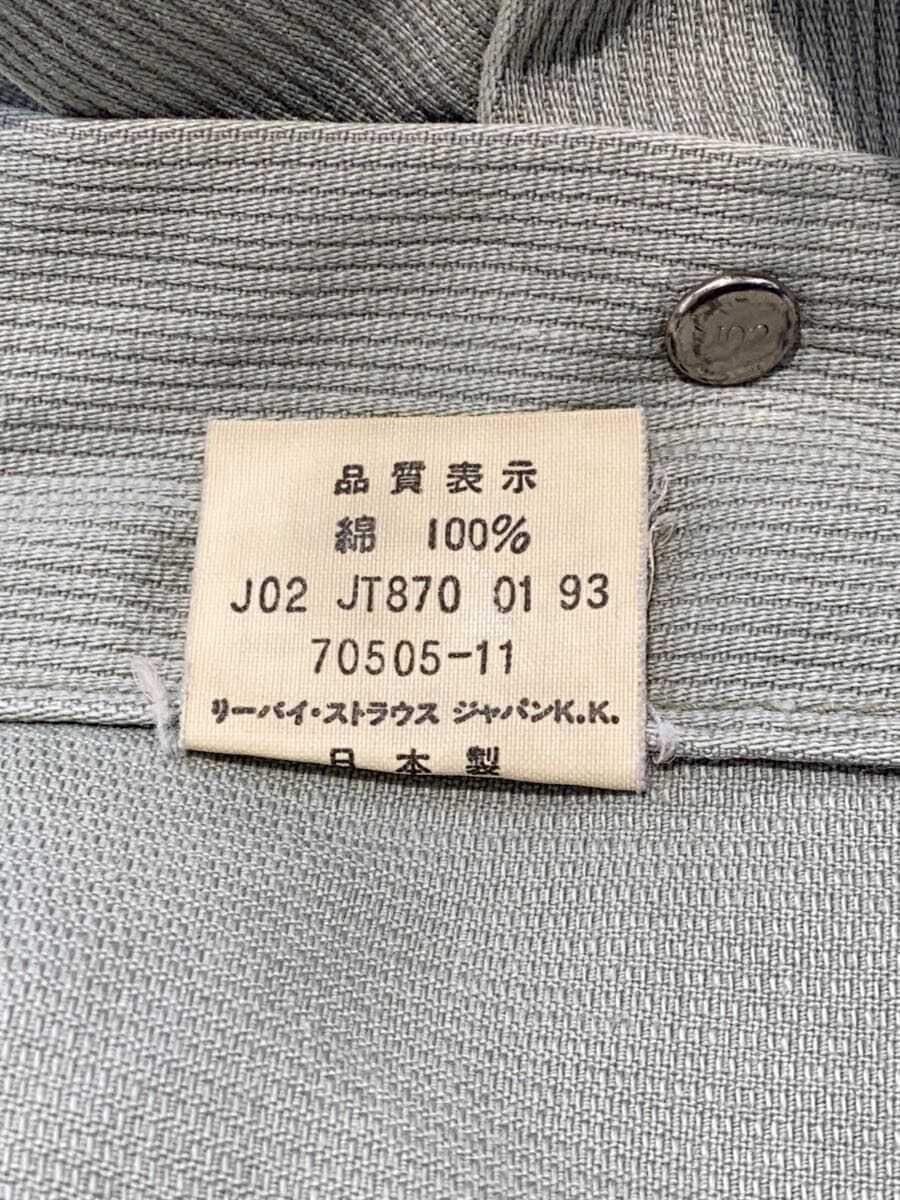 J02
品質表示
綿 100%
J02 JT870 01 93
70505-11
リーバイ・ストラウス ジャパンK.K.
日本製